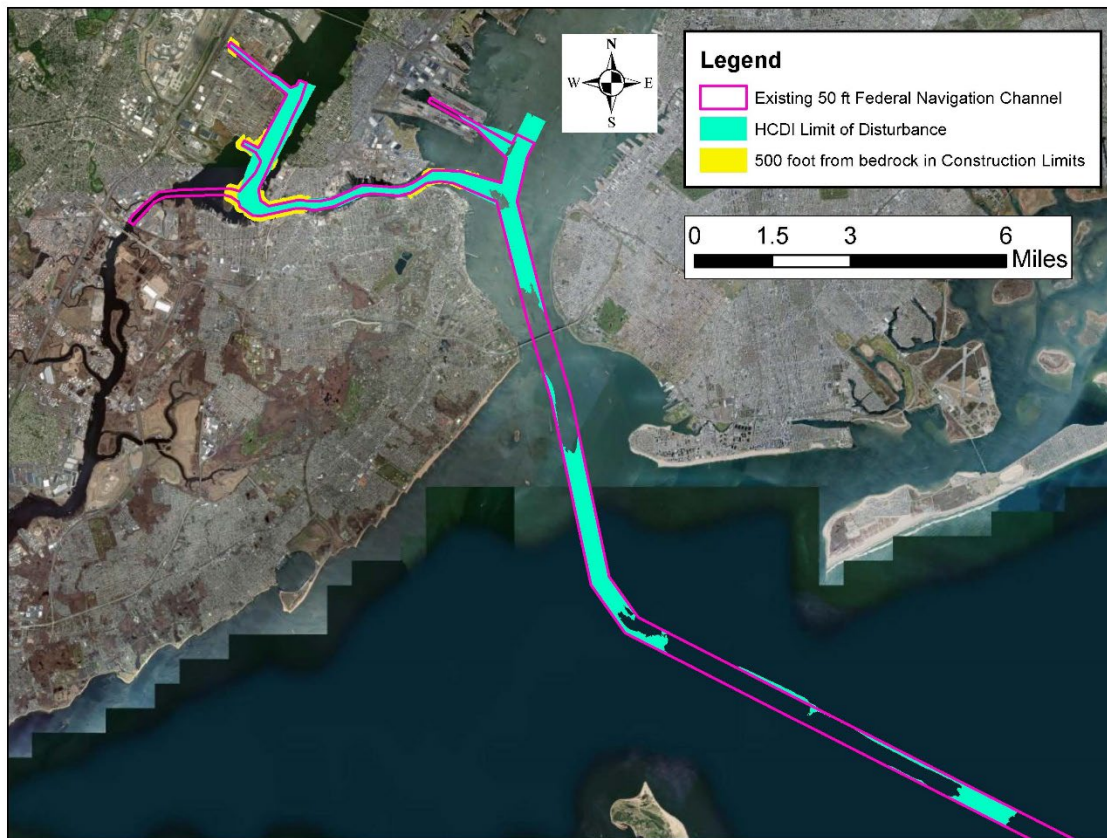 N
W E
S
Legend
Existing 50 ft Federal Navigation Channel
HCDI Limit of Disturbance
500 foot from bedrock in Construction Limits
0 1.5 3 6
Miles